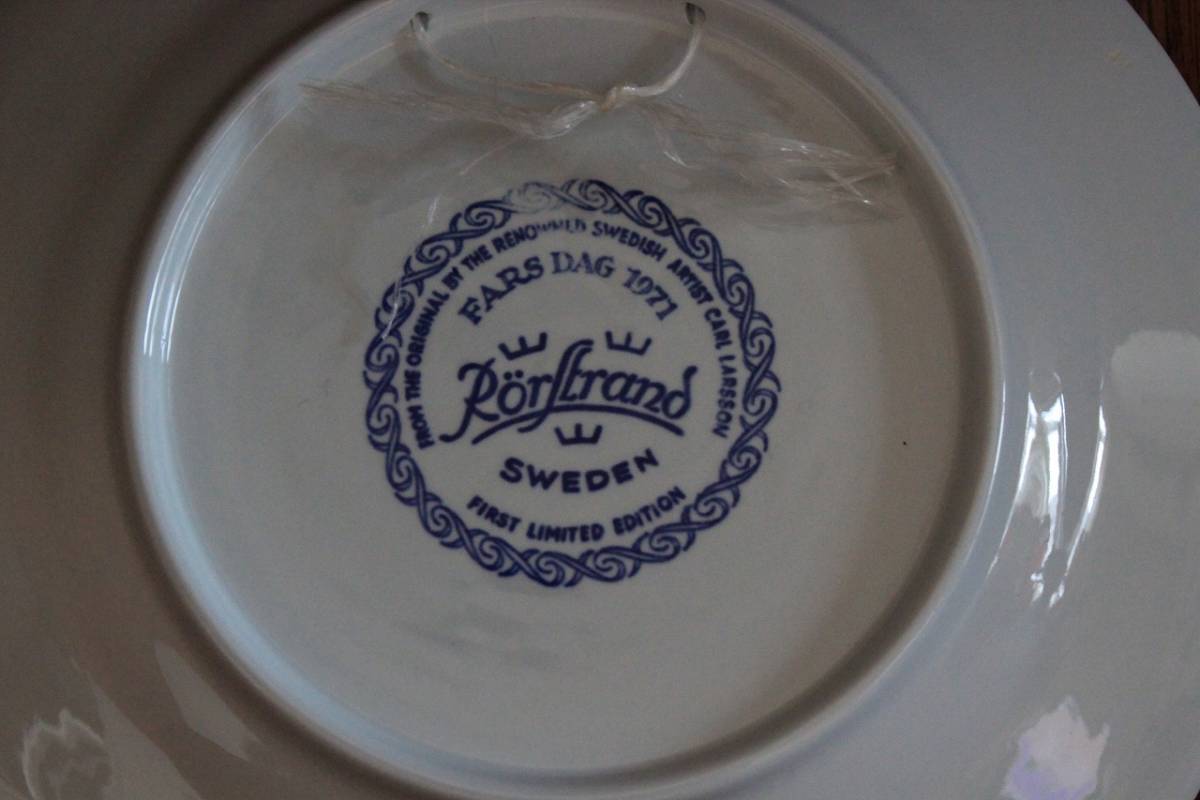 FROM THE ORIGINAL BY THE RENOWNED SWEDISH ARTIST CARL LARSSON
FARS DAG 1971
Rörstrand
SWEDEN
FIRST LIMITED EDITION